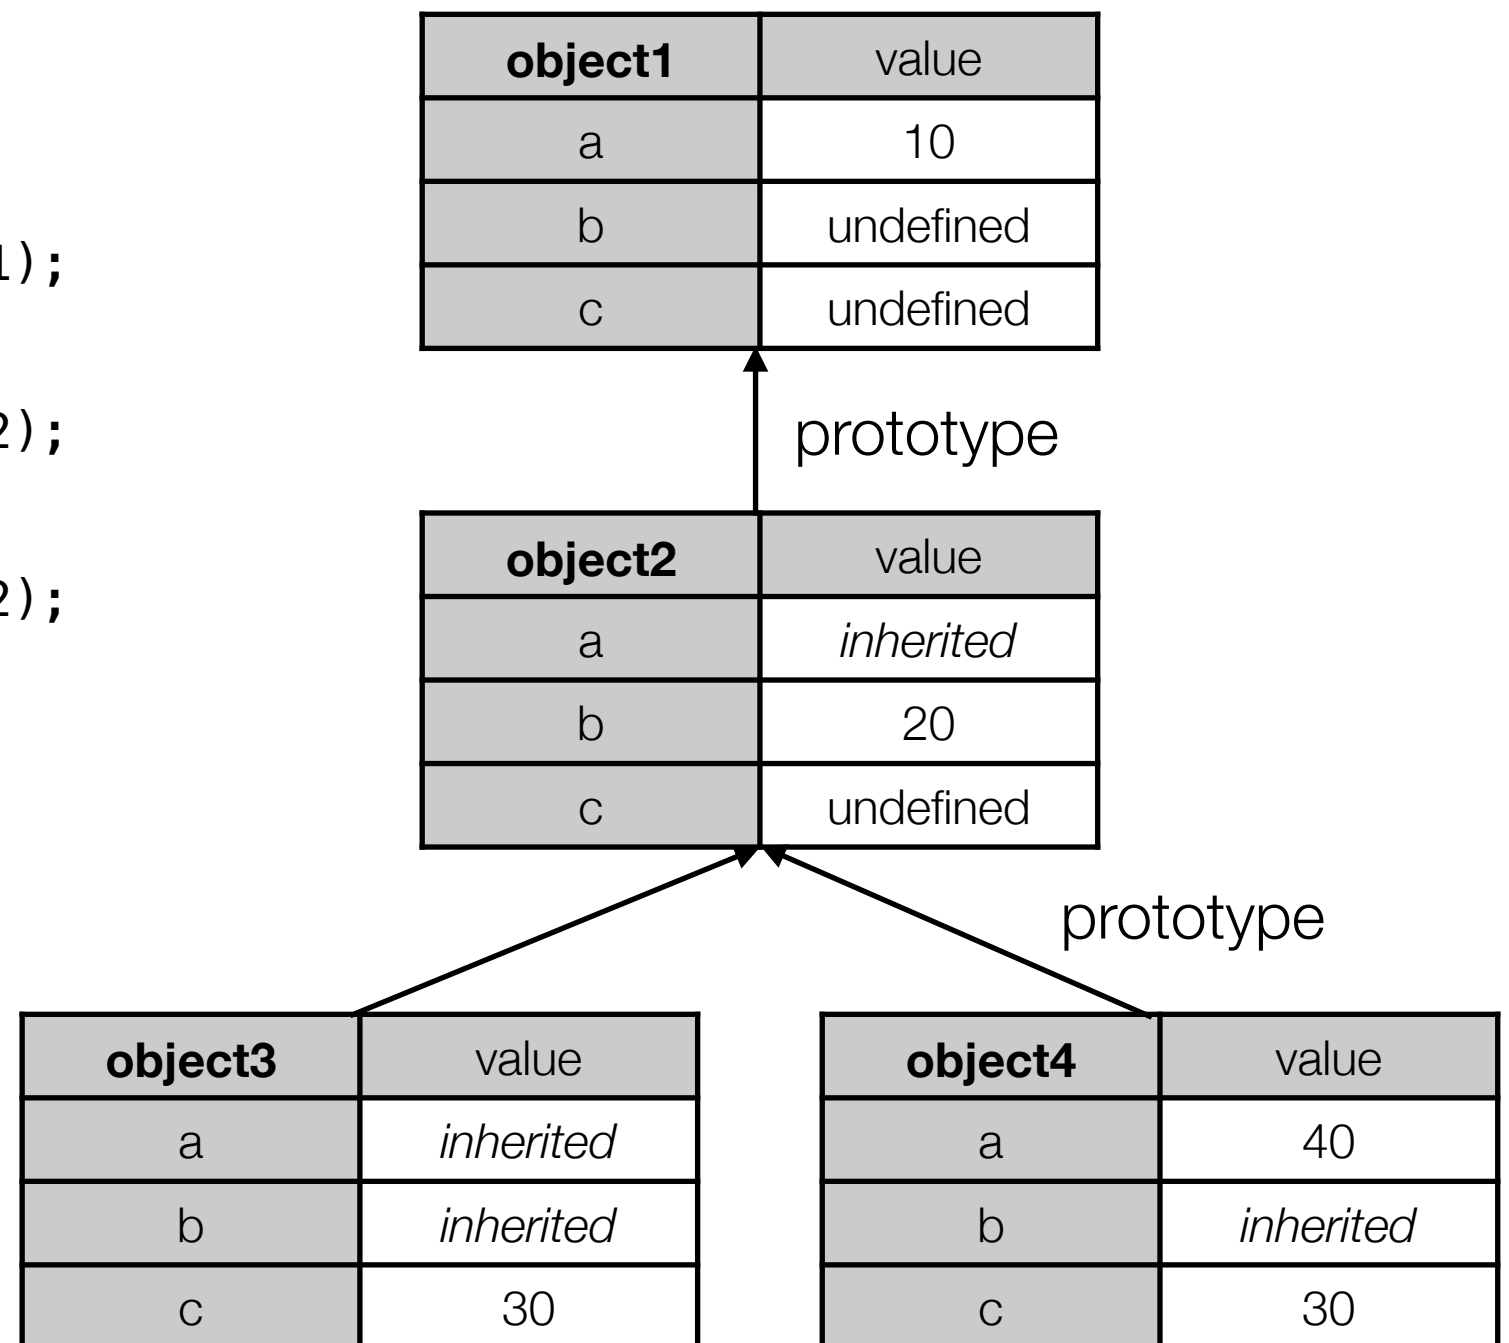 object1 value
a 10
b undefined
c undefined
1);
2);
2);
prototype
object2 value
a inherited
b 20
c undefined
prototype
object3 value
a inherited
b inherited
c 30
object4 value
a 40
b inherited
c 30